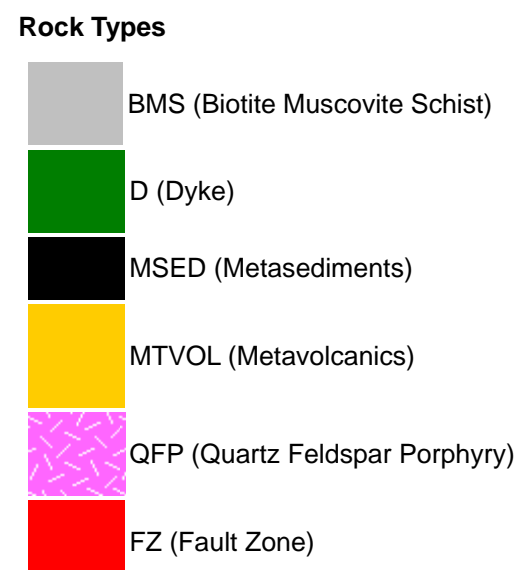 Rock Types
BMS (Biotite Muscovite Schist)
D (Dyke)
MSED (Metasediments)
MTVOL (Metavolcanics)
QFP (Quartz Feldspar Porphyry)
FZ (Fault Zone)